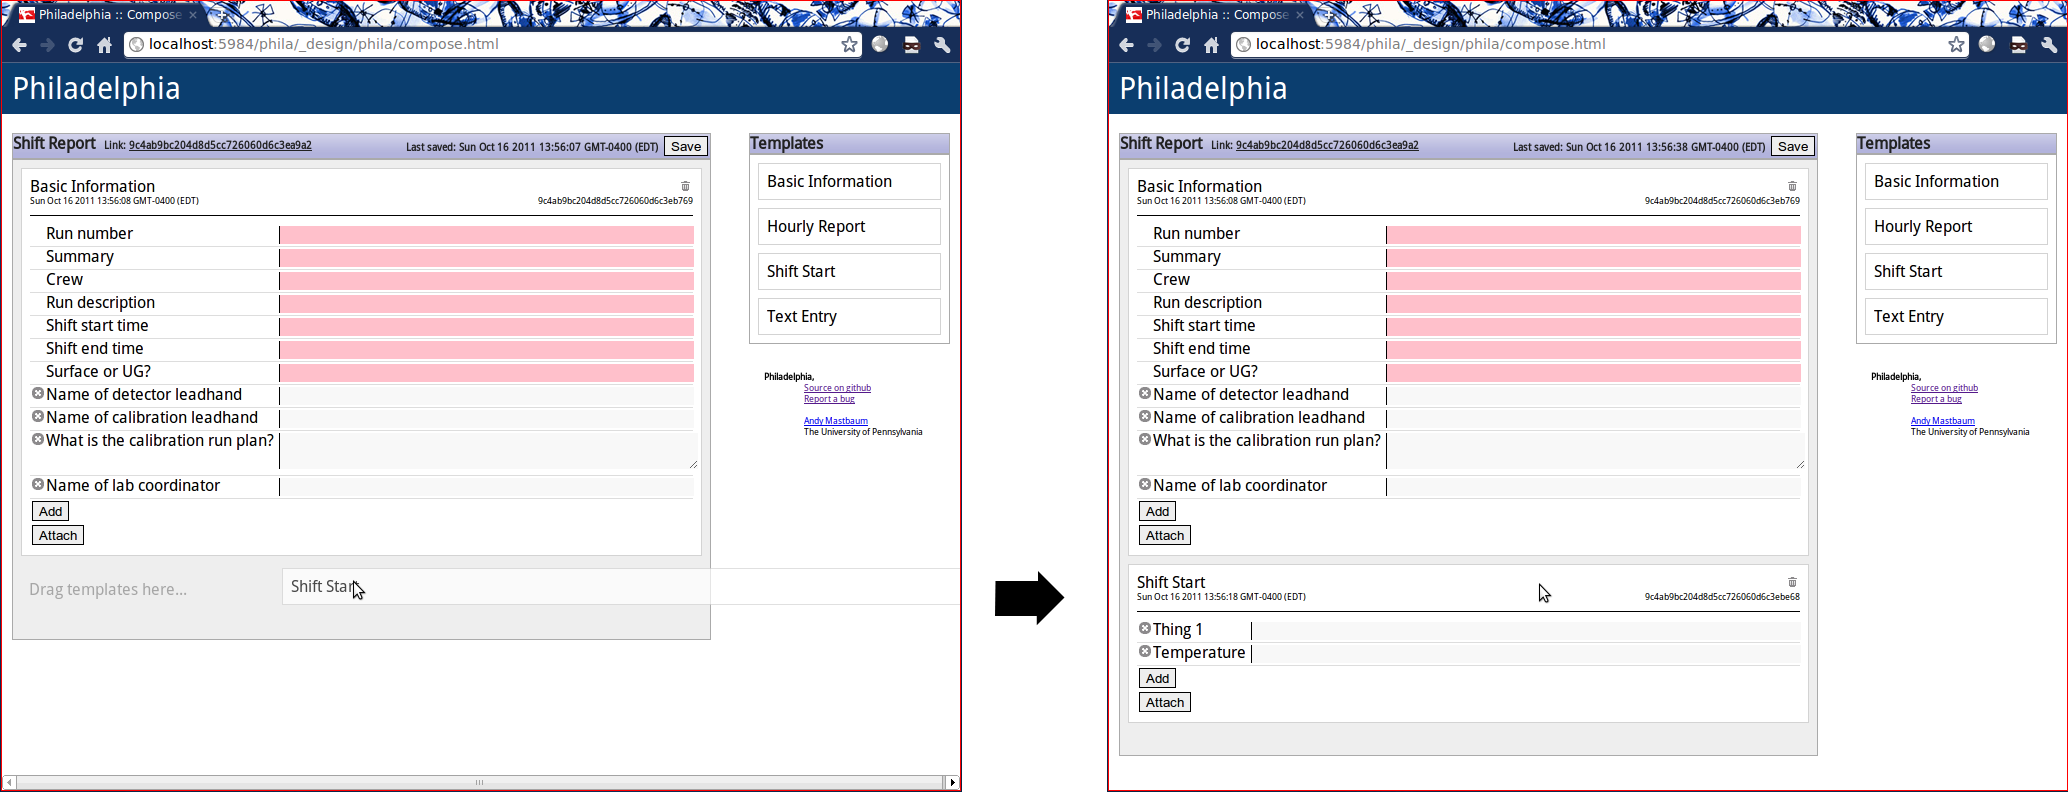 Philadelphia :: Compose
localhost:5984/phila/_design/phila/compose.html
Philadelphia
Shift Report Link: 9c4ab9bc204d8d5cc726060d6c3ea9a2 Last saved: Sun Oct 16 2011 13:56:07 GMT-0400 (EDT) Save
Basic Information
Sun Oct 16 2011 13:56:08 GMT-0400 (EDT) 9c4ab9bc204d8d5cc726060d6c3eb769
Run number
Summary
Crew
Run description
Shift start time
Shift end time
Surface or UG?
Name of detector leadhand
Name of calibration leadhand
What is the calibration run plan?
Name of lab coordinator
Add
Attach
Drag templates here...
Shift Start
Templates
Basic Information
Hourly Report
Shift Start
Text Entry
Philadelphia,
Source on github
Report a bug
Andy Mastbaum
The University of Pennsylvania
Philadelphia :: Compose
localhost:5984/phila/_design/phila/compose.html
Philadelphia
Shift Report Link: 9c4ab9bc204d8d5cc726060d6c3ea9a2 Last saved: Sun Oct 16 2011 13:56:38 GMT-0400 (EDT) Save
Basic Information
Sun Oct 16 2011 13:56:08 GMT-0400 (EDT) 9c4ab9bc204d8d5cc726060d6c3eb769
Run number
Summary
Crew
Run description
Shift start time
Shift end time
Surface or UG?
Name of detector leadhand
Name of calibration leadhand
What is the calibration run plan?
Name of lab coordinator
Add
Attach
Shift Start
Sun Oct 16 2011 13:56:18 GMT-0400 (EDT) 9c4ab9bc204d8d5cc726060d6c3ebe68
Thing 1
Temperature
Add
Attach
Templates
Basic Information
Hourly Report
Shift Start
Text Entry
Philadelphia,
Source on github
Report a bug
Andy Mastbaum
The University of Pennsylvania